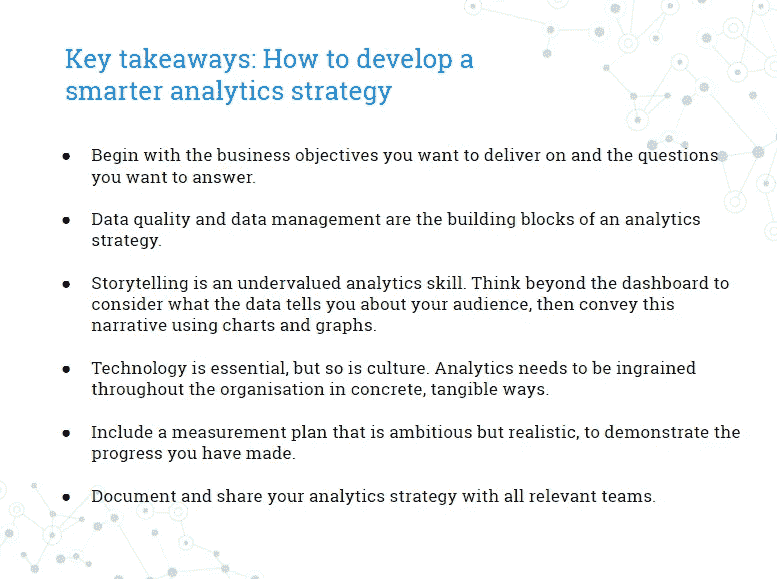 Key takeaways: How to develop a
smarter analytics strategy
● Begin with the business objectives you want to deliver on and the questions
you want to answer.
● Data quality and data management are the building blocks of an analytics
strategy.
● Storytelling is an undervalued analytics skill. Think beyond the dashboard to
consider what the data tells you about your audience, then convey this
narrative using charts and graphs.
● Technology is essential, but so is culture. Analytics needs to be ingrained
throughout the organisation in concrete, tangible ways.
● Include a measurement plan that is ambitious but realistic, to demonstrate the
progress you have made.
● Document and share your analytics strategy with all relevant teams.